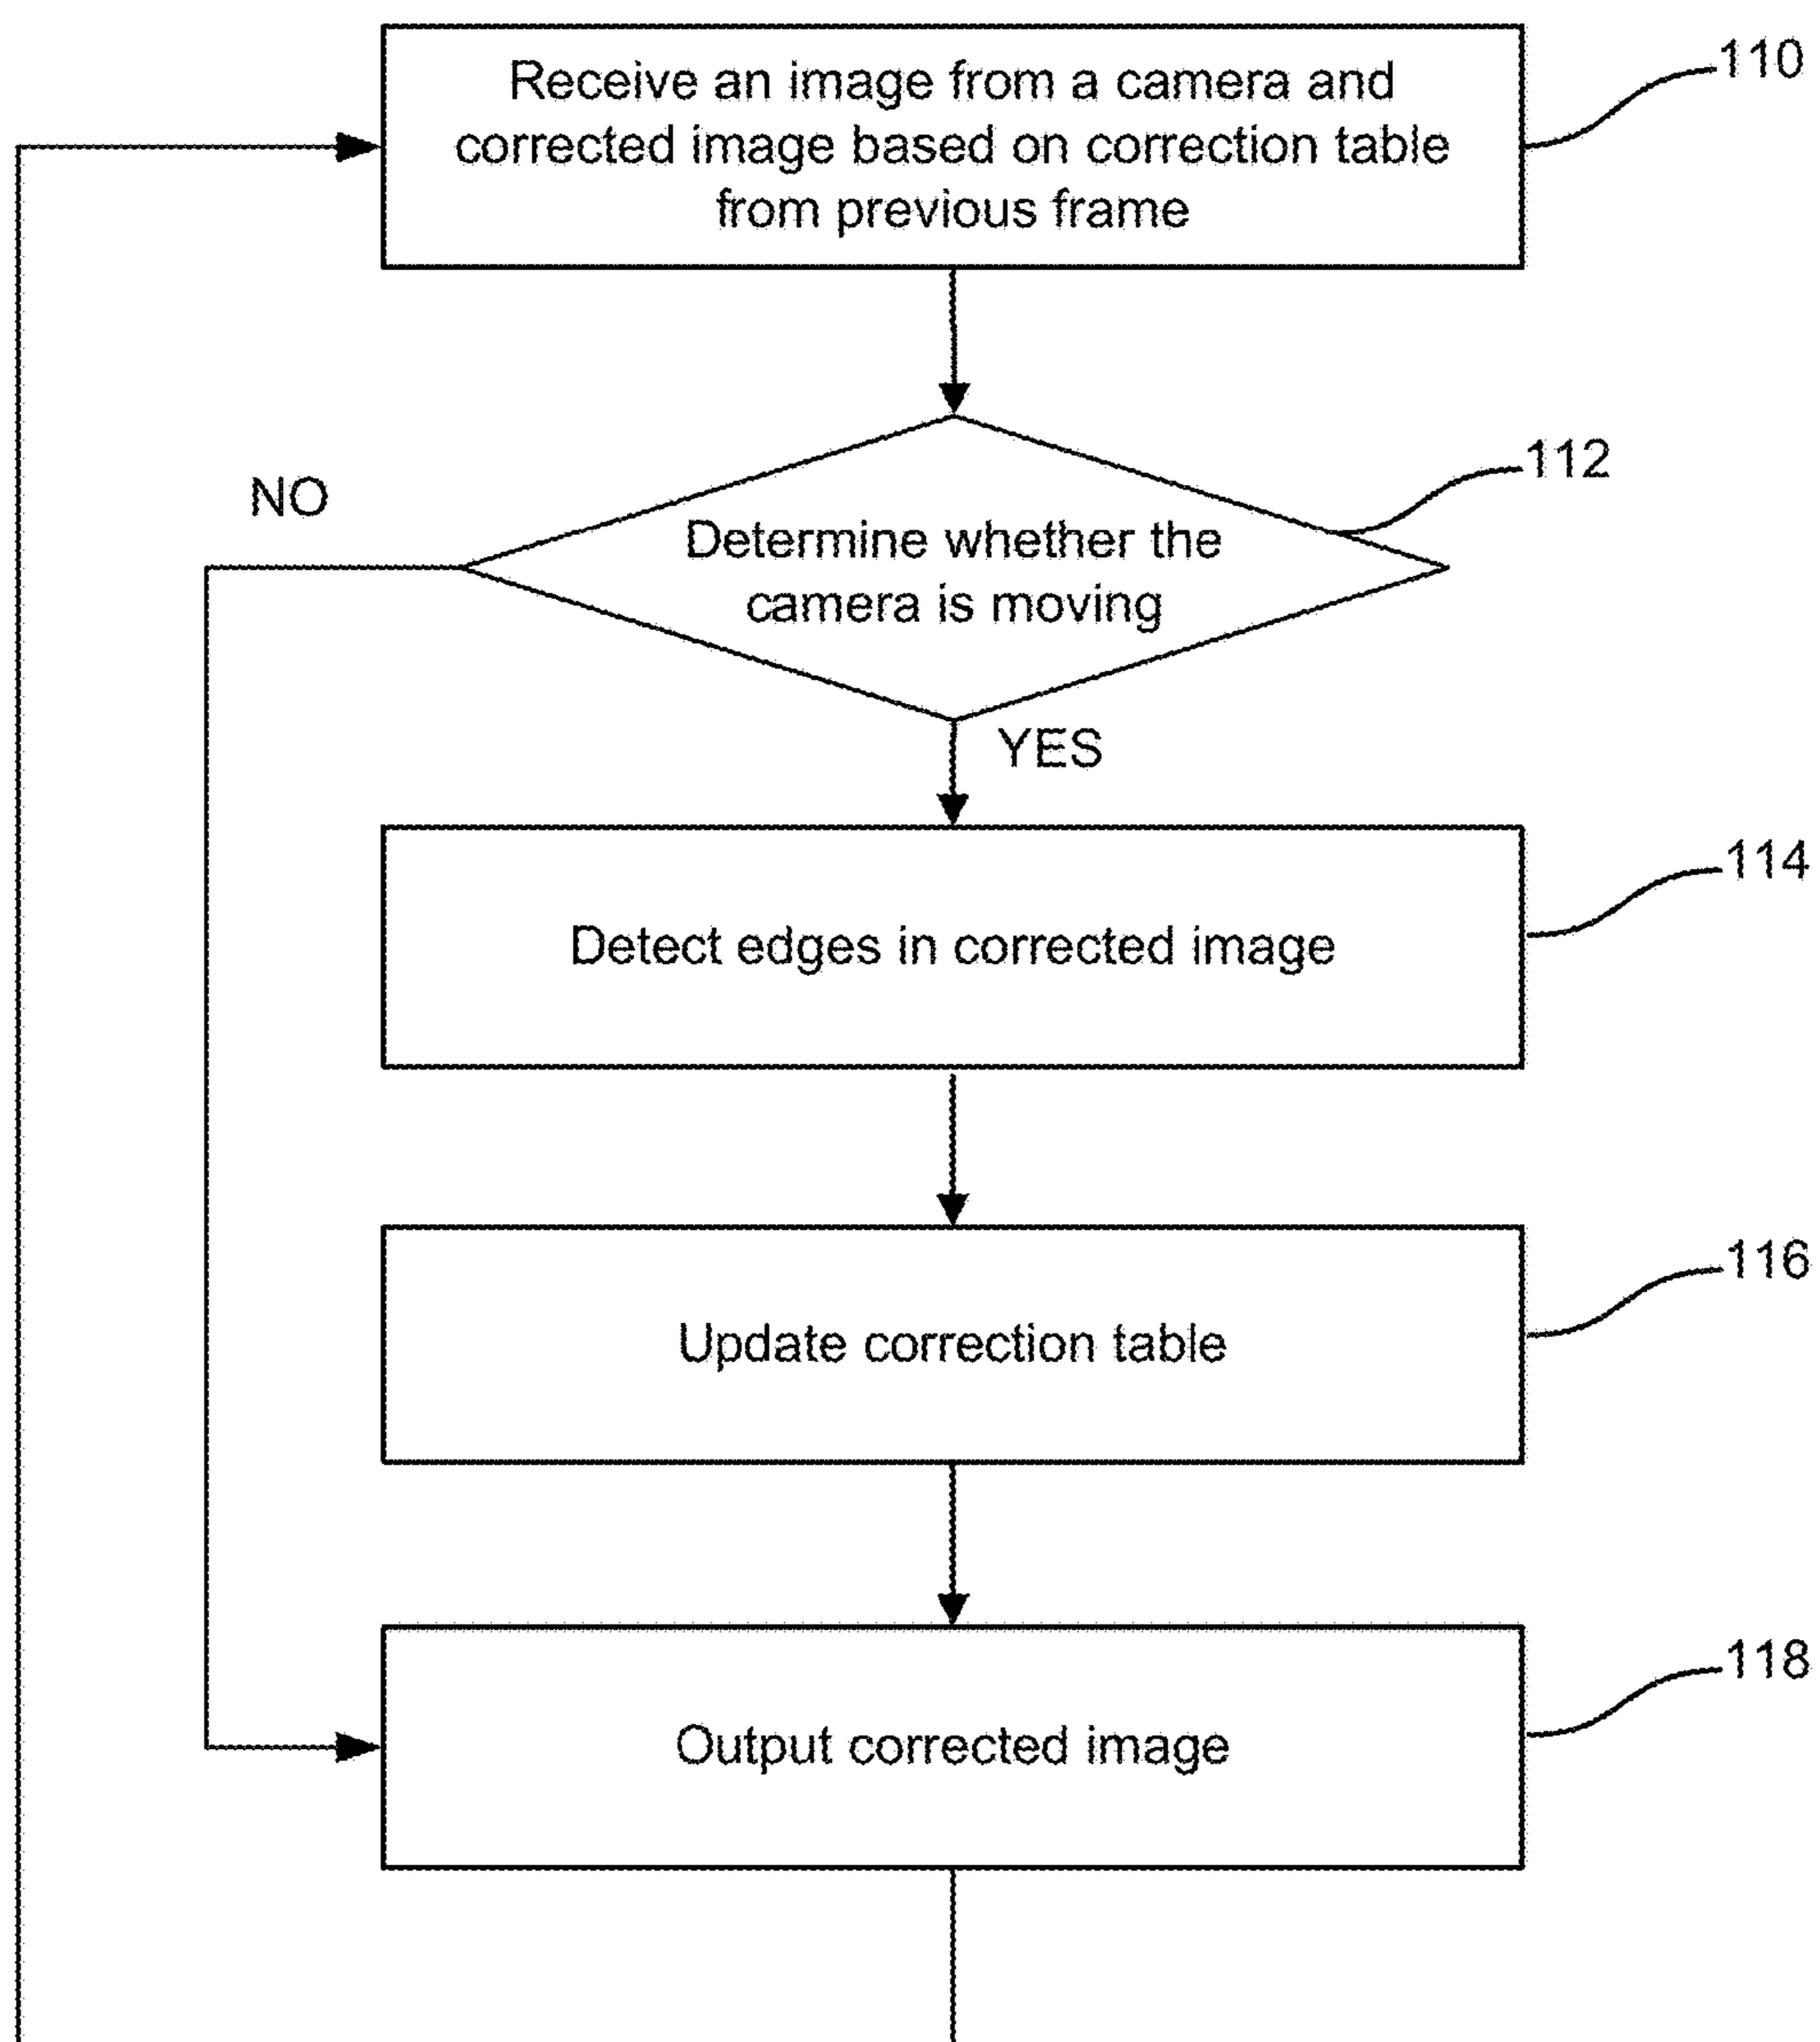 Receive an image from a camera and
corrected image based on correction table
from previous frame
110
112
NO
Determine whether the
camera is moving
YES
114
Detect edges in corrected image
116
Update correction table
118
Output corrected image